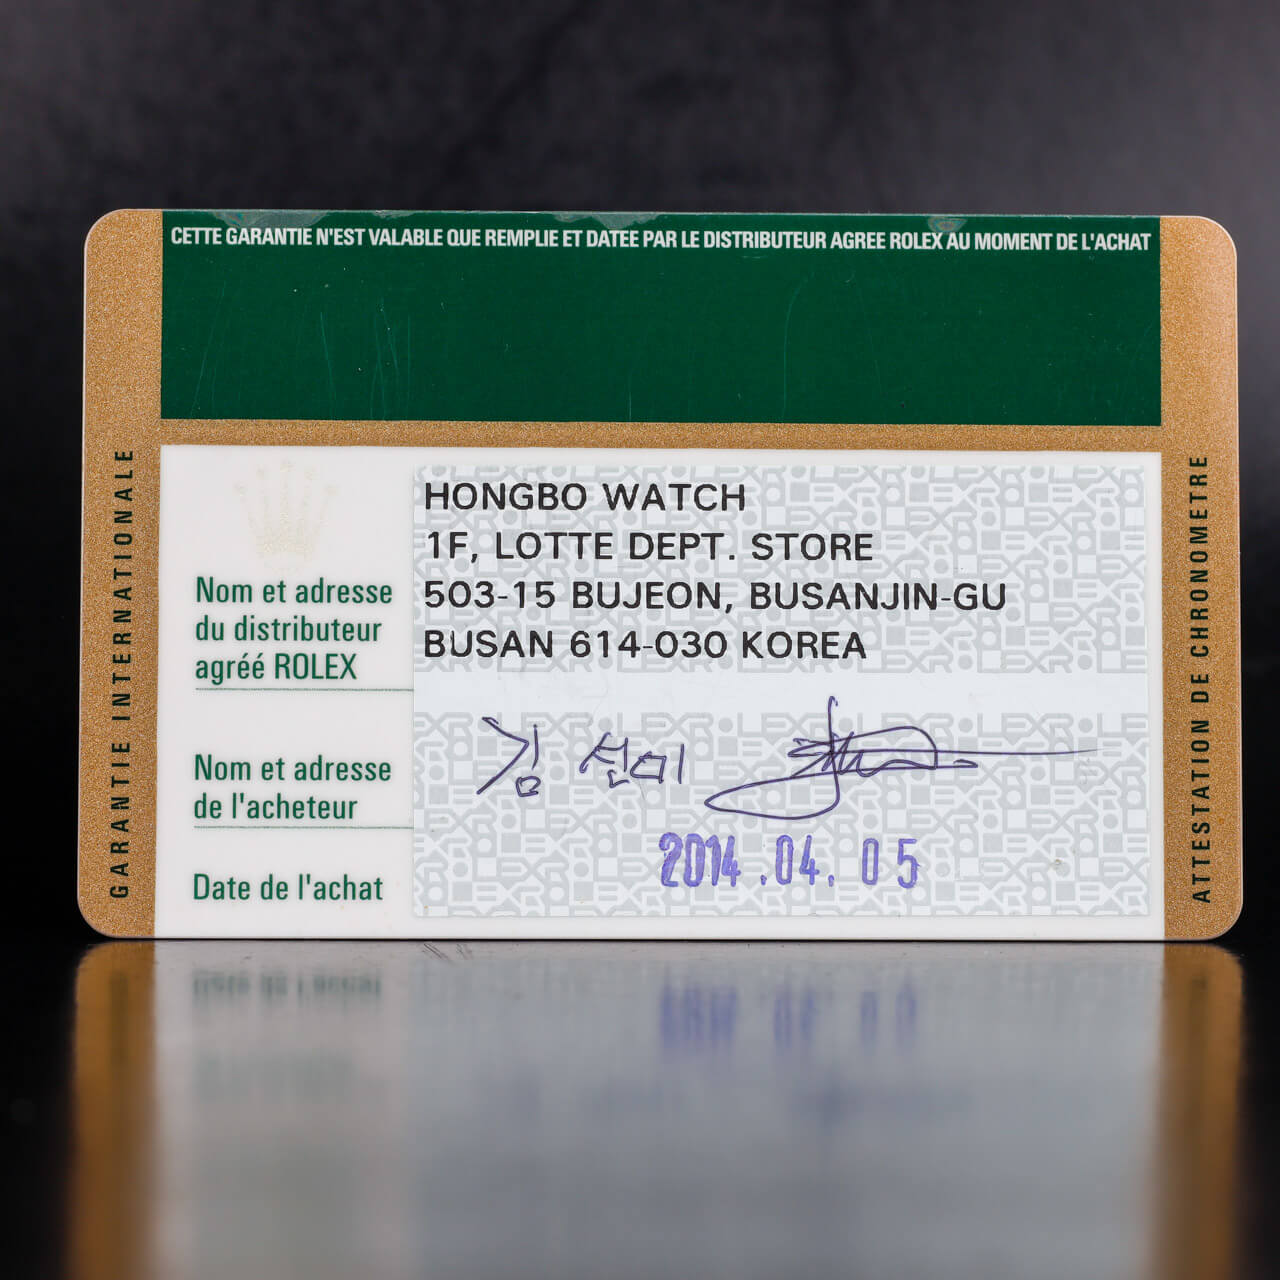 CETTE GARANTIE N'EST VALABLE QUE REMPLIE ET DATEE PAR LE DISTRIBUTEUR AGREE ROLEX AU MOMENT DE L'ACHAT
GARANTIE INTERNATIONALE
Nom et adresse
du distributeur
agréé ROLEX
HONGBO WATCH
1F, LOTTE DEPT. STORE
503-15 BUJEON, BUSANJIN-GU
BUSAN 614-030 KOREA
Nom et adresse
de l'acheteur
김 선미
Date de l'achat
2014.04.05
ATTESTATION DE CHRONOMETRE